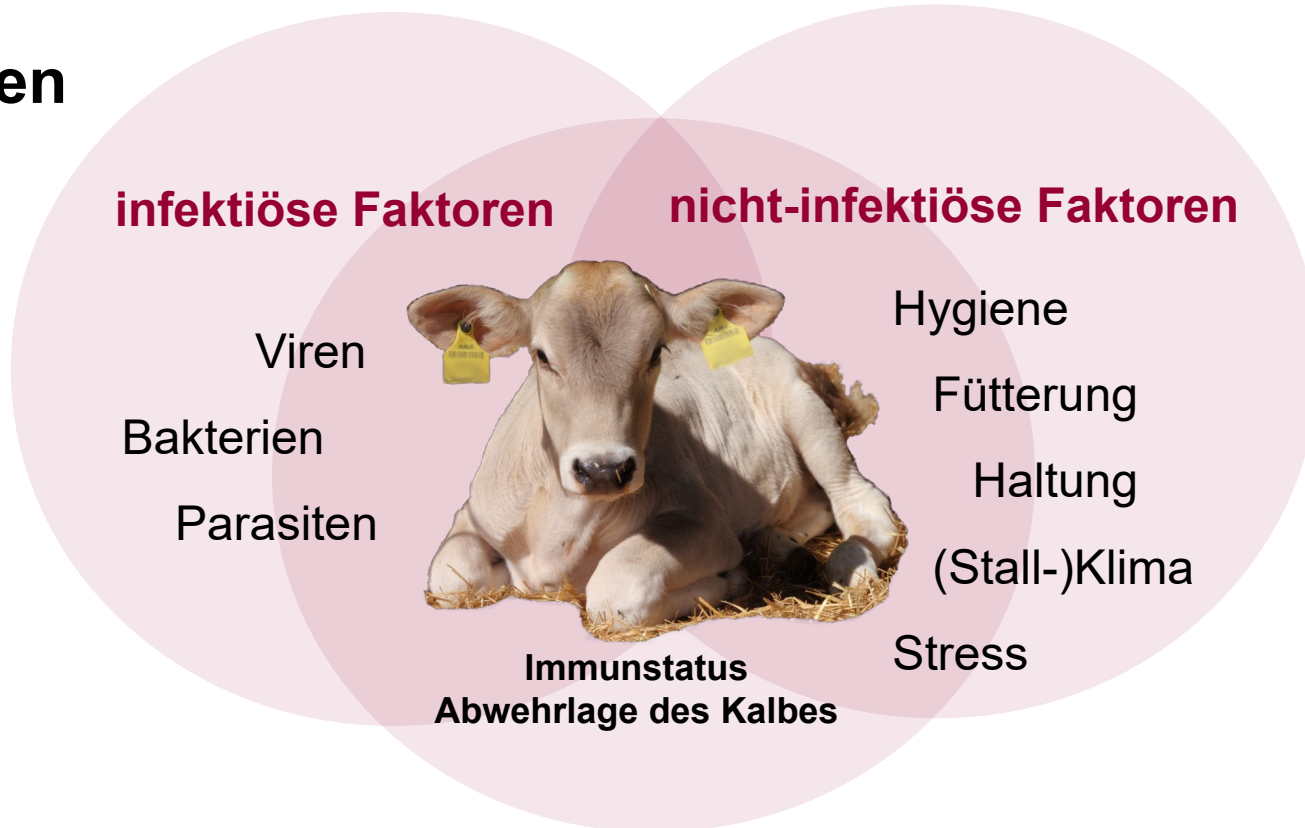 en
infektiöse Faktoren
nicht-infektiöse Faktoren
Viren
Bakterien
Parasiten
Hygiene
Fütterung
Haltung
(Stall-)Klima
Stress
Immunstatus
Abwehrlage des Kalbes